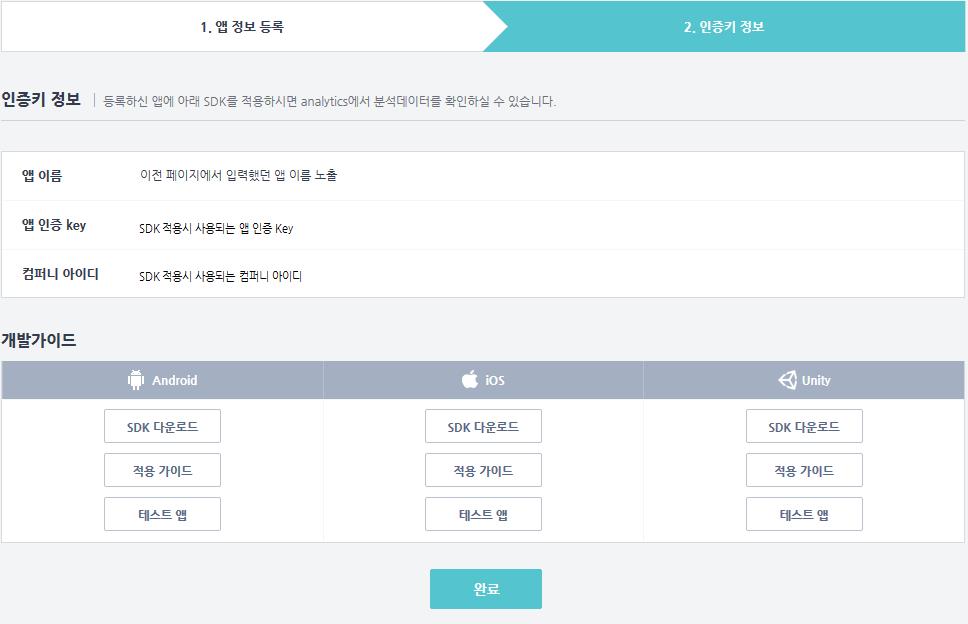 1. 앱 정보 등록
2. 인증키 정보
인증키 정보 | 등록하신 앱에 아래 SDK를 적용하시면 analytics에서 분석데이터를 확인하실 수 있습니다.
앱 이름 이전 페이지에서 입력했던 앱 이름 노출
앱 인증 key SDK 적용시 사용되는 앱 인증 Key
컴퍼니 아이디 SDK 적용시 사용되는 컴퍼니 아이디
개발가이드
Android iOS Unity
SDK 다운로드 SDK 다운로드 SDK 다운로드
적용 가이드 적용 가이드 적용 가이드
테스트 앱 테스트 앱 테스트 앱
완료